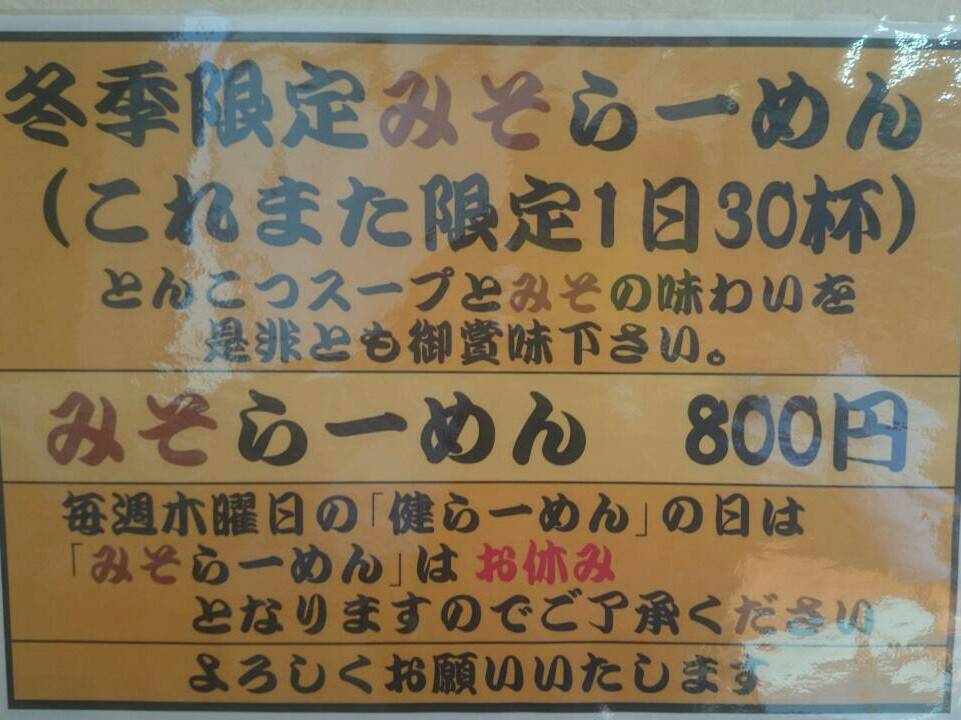 冬季限定みそらーめん
(これまた限定1日30杯)
とんこつスープとみその味わいを
是非とも御賞味下さい。
みそらーめん 800円
毎週木曜日の「健らーめん」の日は
「みそらーめん」は お休み
となりますのでご了承ください
よろしくお願いいたします